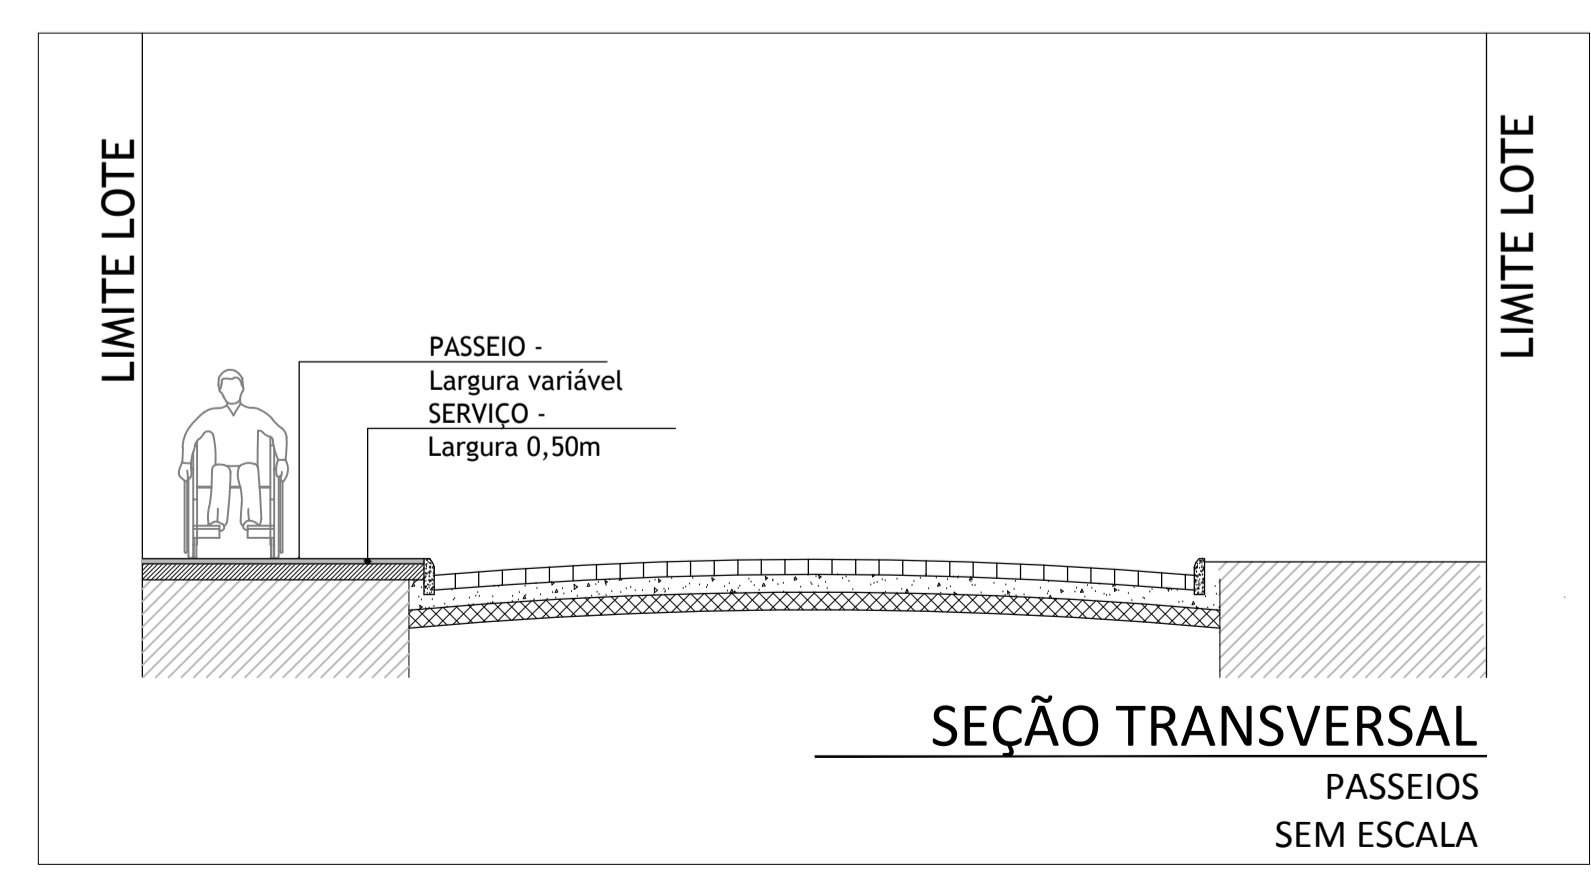 LIMITE LOTE
LIMITE LOTE
PASSEIO -
Largura variável
SERVIÇO -
Largura 0,50m
SEÇÃO TRANSVERSAL
PASSEIOS
SEM ESCALA